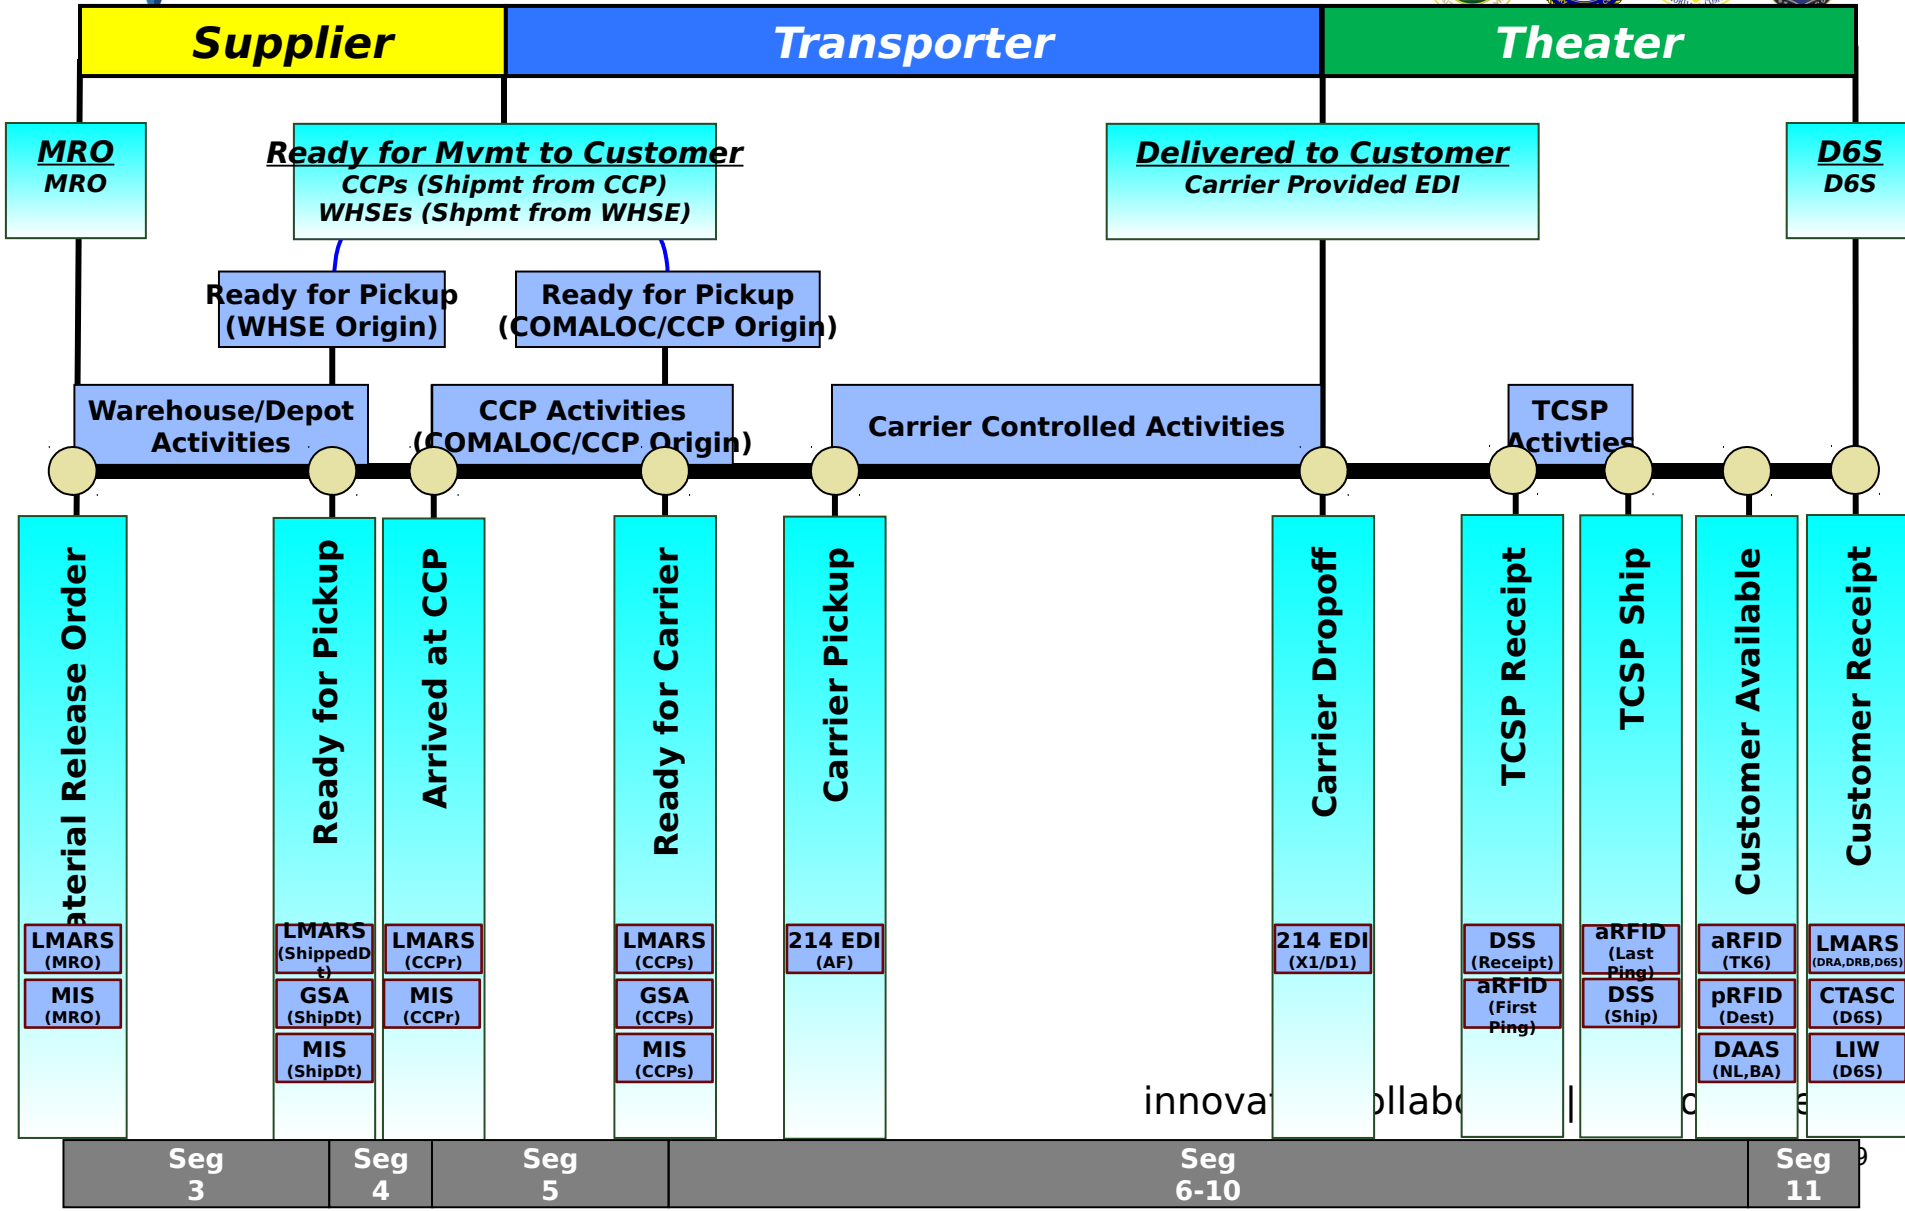 Supplier
Transporter
Theater
MRO
MRO
Ready for Mvmt to Customer
CCPs (Shipmt from CCP)
WHSEs (Shpmt from WHSE)
Delivered to Customer
Carrier Provided EDI
D6S
D6S
Ready for Pickup
(WHSE Origin)
Ready for Pickup
(COMALOC/CCP Origin)
Warehouse/Depot
Activities
CCP Activities
(COMALOC/CCP Origin)
Carrier Controlled Activities
TCSP
Activties
aterial Release Order
LMARS
(MRO)
MIS
(MRO)
Ready for Pickup
LMARS
(ShippedD
t)
GSA
(ShipDt)
MIS
(ShipDt)
Arrived at CCP
LMARS
(CCPr)
MIS
(CCPr)
Ready for Carrier
LMARS
(CCPs)
GSA
(CCPs)
MIS
(CCPs)
Carrier Pickup
214 EDI
(AF)
Carrier Dropoff
214 EDI
(X1/D1)
TCSP Receipt
DSS
(Receipt)
aRFID
(First
Ping)
TCSP Ship
aRFID
(Last
Ping)
DSS
(Ship)
Customer Available
aRFID
(TK6)
pRFID
(Dest)
DAAS
(NL,BA)
Customer Receipt
LMARS
(DRA,DRB,D6S)
CTASC
(D6S)
LIW
(D6S)
Seg
3
Seg
4
Seg
5
Seg
6-10
Seg
11
9